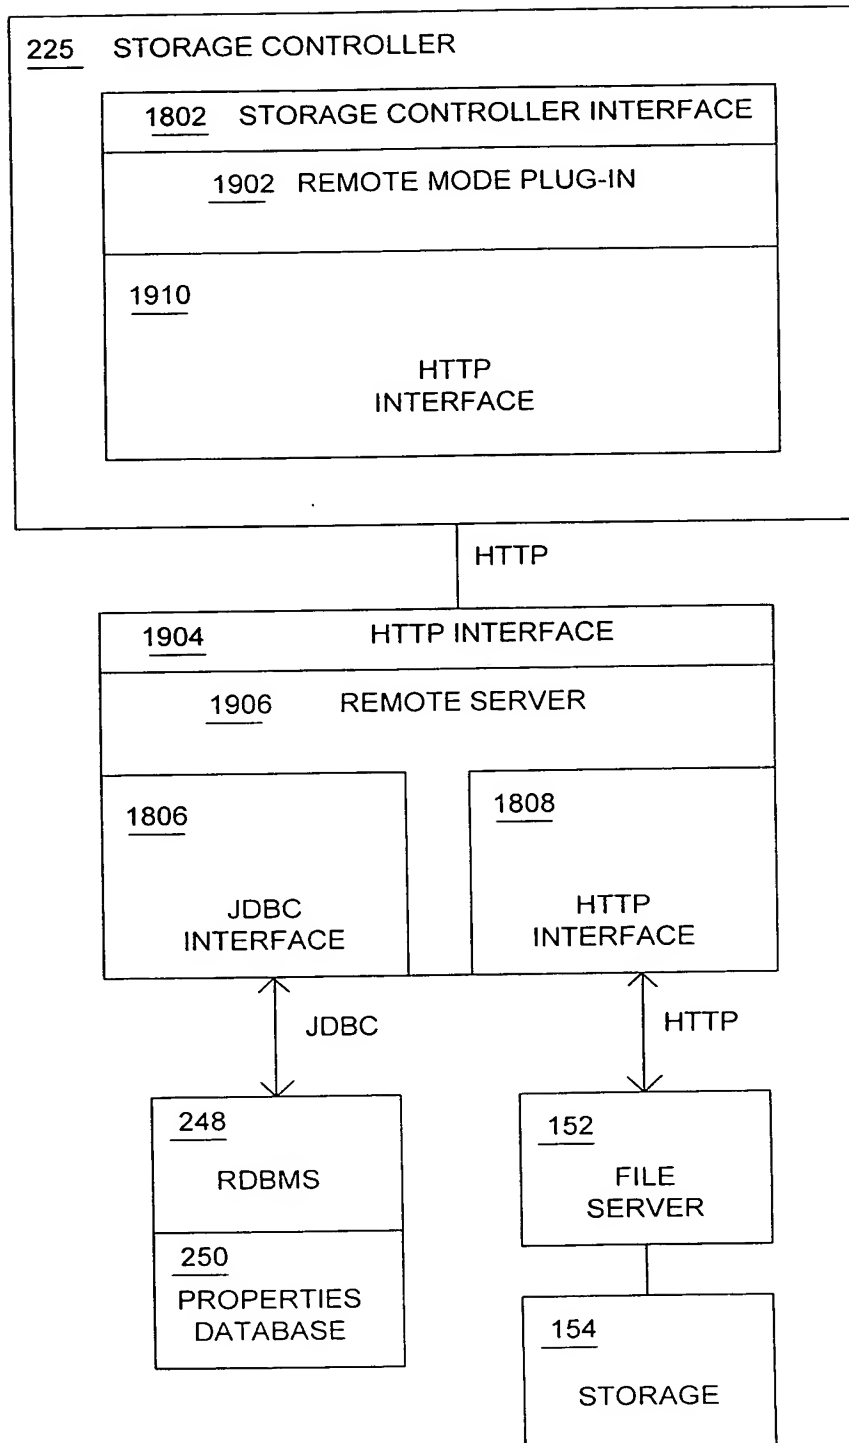 225 STORAGE CONTROLLER
1802 STORAGE CONTROLLER INTERFACE
1902 REMOTE MODE PLUG-IN
1910
HTTP
INTERFACE
HTTP
1904 HTTP INTERFACE
1906 REMOTE SERVER
1806
JDBC
INTERFACE
1808
HTTP
INTERFACE
JDBC
HTTP
248
RDBMS
250
PROPERTIES
DATABASE
152
FILE
SERVER
154
STORAGE